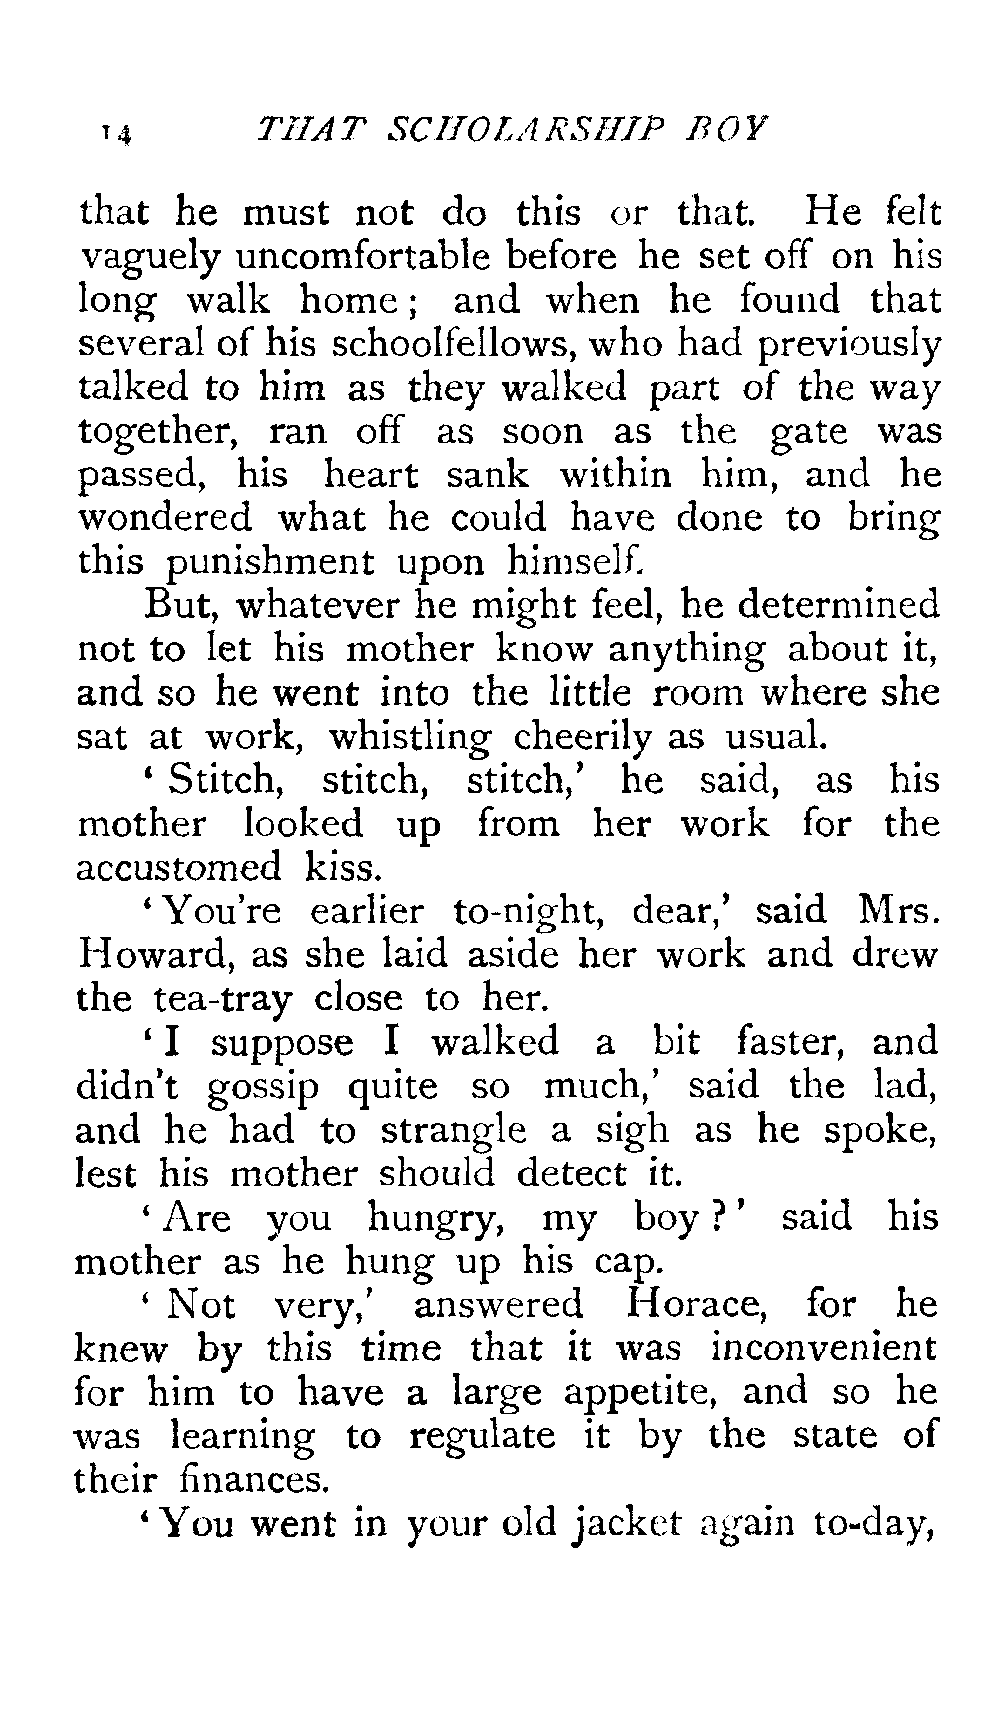 14 THAT SCHOLARSHIP BOY
that he must not do this or that. He felt
vaguely uncomfortable before he set off on his
long walk home; and when he found that
several of his schoolfellows, who had previously
talked to him as they walked part of the way
together, ran off as soon as the gate was
passed, his heart sank within him, and he
wondered what he could have done to bring
this punishment upon himself.
But, whatever he might feel, he determined
not to let his mother know anything about it,
and so he went into the little room where she
sat at work, whistling cheerily as usual.
‘Stitch, stitch, stitch,’ he said, as his
mother looked up from her work for the
accustomed kiss.
‘You're earlier to-night, dear,’ said Mrs.
Howard, as she laid aside her work and drew
the tea-tray close to her.
‘I suppose I walked a bit faster, and
didn't gossip quite so much,’ said the lad,
and he had to strangle a sigh as he spoke,
lest his mother should detect it.
‘Are you hungry, my boy?’ said his
mother as he hung up his cap.
‘Not very,’ answered Horace, for he
knew by this time that it was inconvenient
for him to have a large appetite, and so he
was learning to regulate it by the state of
their finances.
‘You went in your old jacket again to-day,